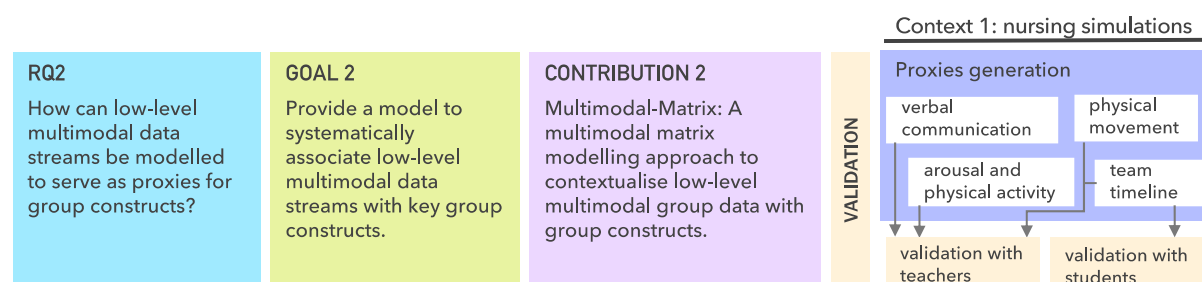 Context 1: nursing simulations
RQ2
How can low-level
multimodal data
streams be modelled
to serve as proxies for
group constructs?
GOAL 2
Provide a model to
systematically
associate low-level
multimodal data
streams with key group
constructs.
CONTRIBUTION 2
Multimodal-Matrix: A
multimodal matrix
modelling approach to
contextualise low-level
multimodal group data with
group constructs.
VALIDATION
Proxies generation
verbal
communication
physical
movement
arousal and
physical activity
team
timeline
validation with
teachers
validation with
students